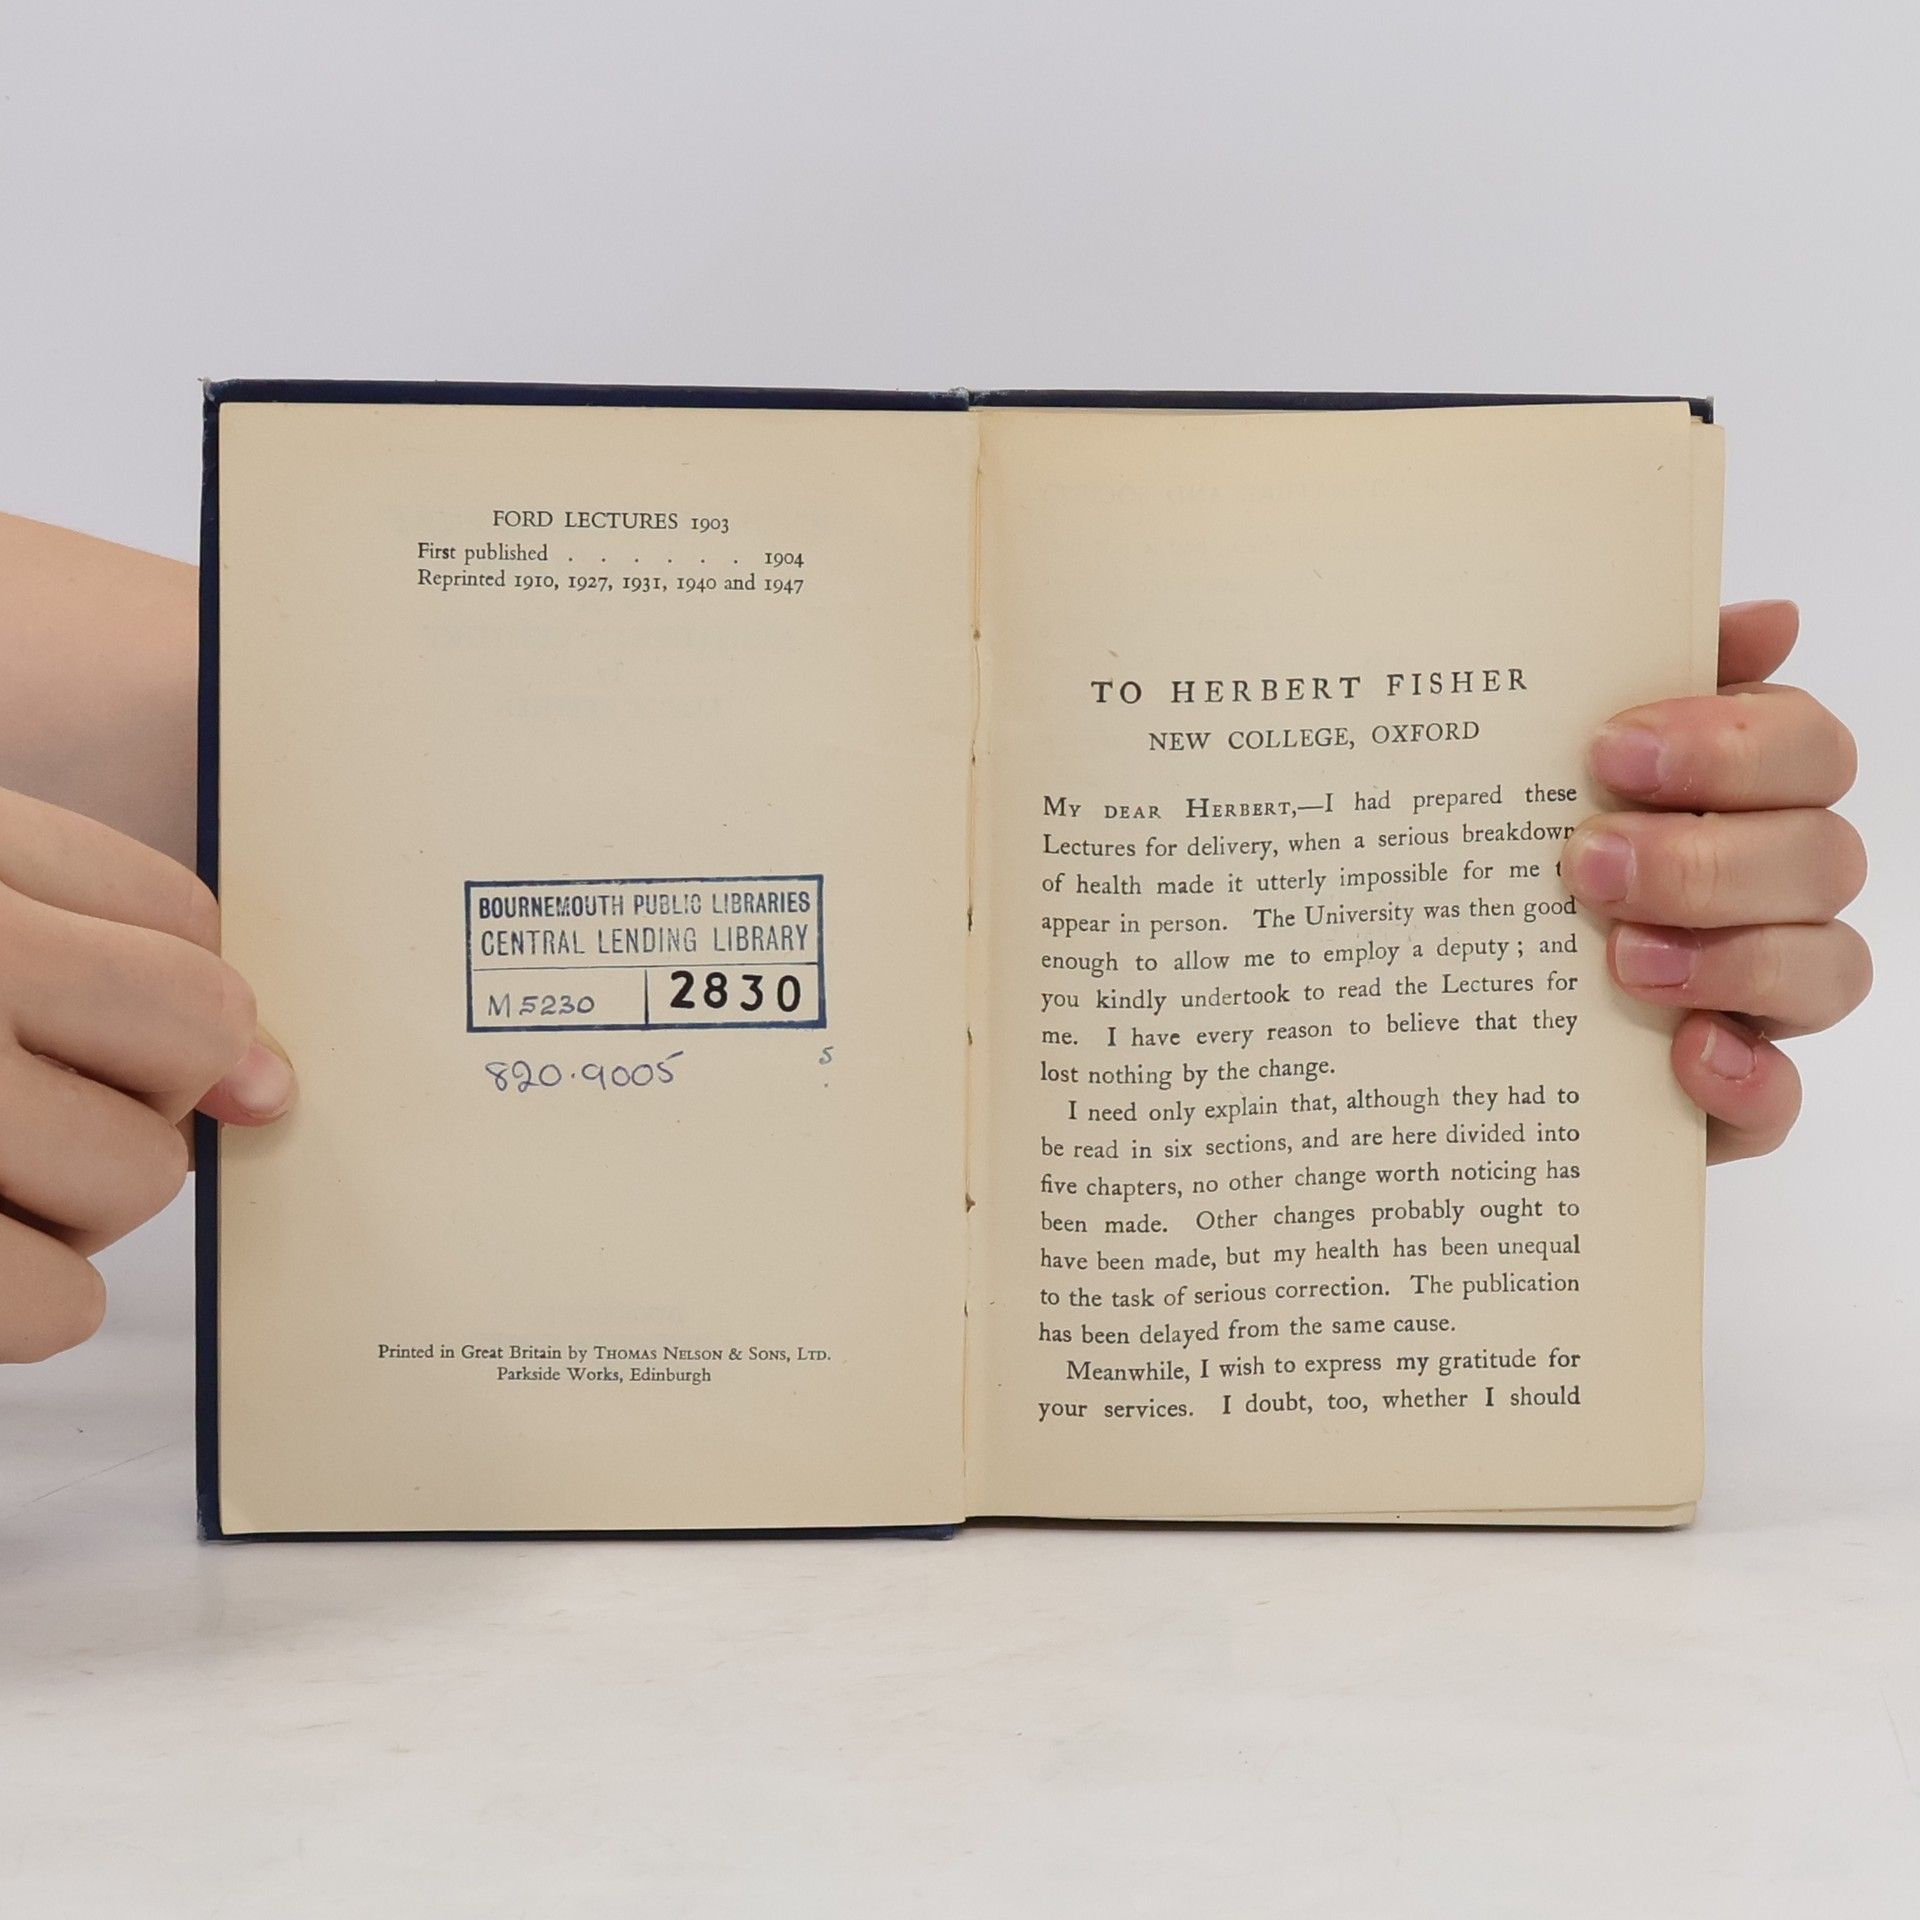 FORD LECTURES 1903
First published . . . . . . 1904
Reprinted 1910, 1927, 1931, 1940 and 1947
BOURNEMOUTH PUBLIC LIBRARIES
CENTRAL LENDING LIBRARY
M5230 2830
820.9005 S
Printed in Great Britain by THOMAS NELSON & SONS, LTD.
Parkside Works, Edinburgh
TO HERBERT FISHER
NEW COLLEGE, OXFORD
MY DEAR HERBERT,—I had prepared these
Lectures for delivery, when a serious breakdown
of health made it utterly impossible for me
appear in person. The University was then good
enough to allow me to employ a deputy ; and
you kindly undertook to read the Lectures for
me. I have every reason to believe that they
lost nothing by the change.
I need only explain that, although they had to
be read in six sections, and are here divided into
five chapters, no other change worth noticing has
been made. Other changes probably ought to
have been made, but my health has been unequal
to the task of serious correction. The publication
has been delayed from the same cause.
Meanwhile, I wish to express my gratitude for
your services. I doubt, too, whether I should